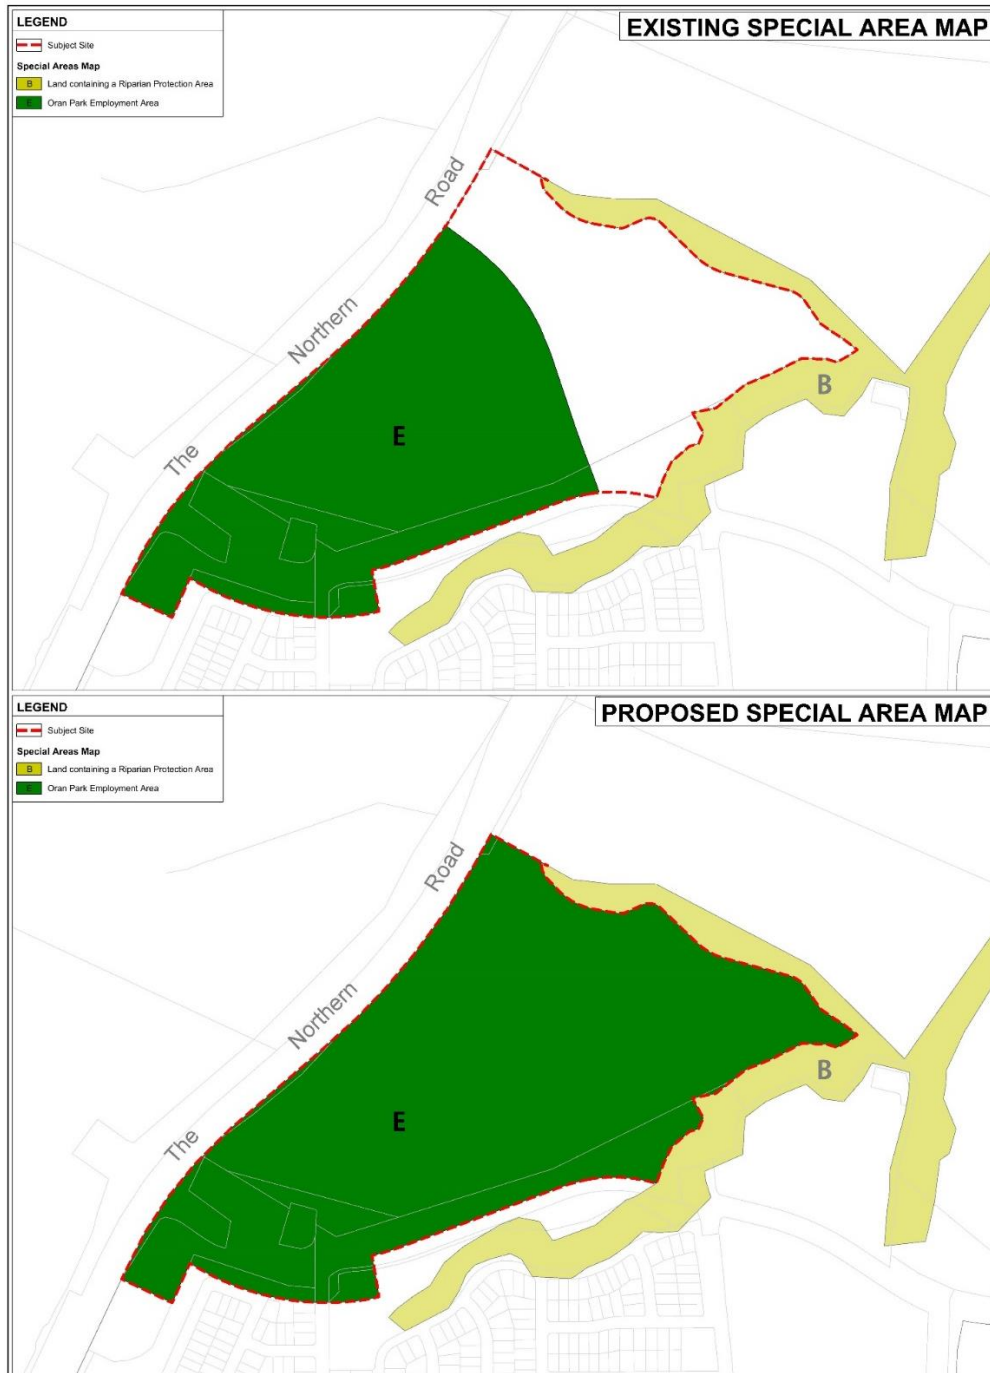 LEGEND
Subject Site
Special Areas Map
B Land containing a Riparian Protection Area
E Oran Park Employment Area
EXISTING SPECIAL AREA MAP
Road
Northern
The
E
B
LEGEND
Subject Site
Special Areas Map
B Land containing a Riparian Protection Area
E Oran Park Employment Area
PROPOSED SPECIAL AREA MAP
Road
Northern
The
E
B